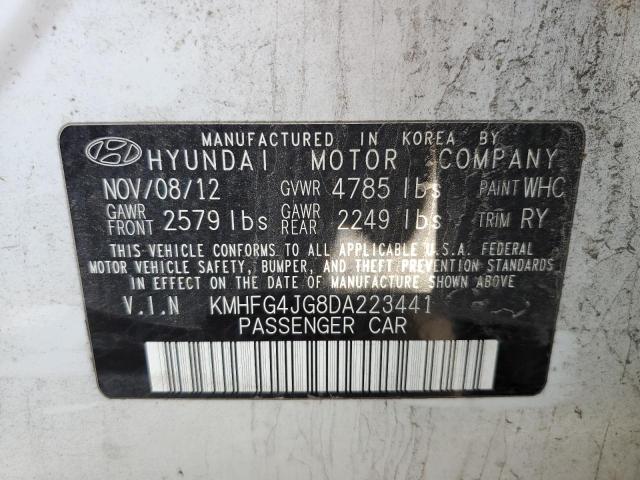 MANUFACTURED IN KOREA BY
HYUNDAI MOTOR COMPANY
NOV/08/12 GVWR 4785 lbs PAINT WHC
GAWR FRONT 2579 lbs GAWR REAR 2249 lbs TRIM RY
THIS VEHICLE CONFORMS TO ALL APPLICABLE U.S.A. FEDERAL
MOTOR VEHICLE SAFETY, BUMPER, AND THEFT PREVENTION STANDARDS
IN EFFECT ON THE DATE OF MANUFACTURE SHOWN ABOVE
V.I.N KMHFG4JG8DA223441
PASSENGER CAR